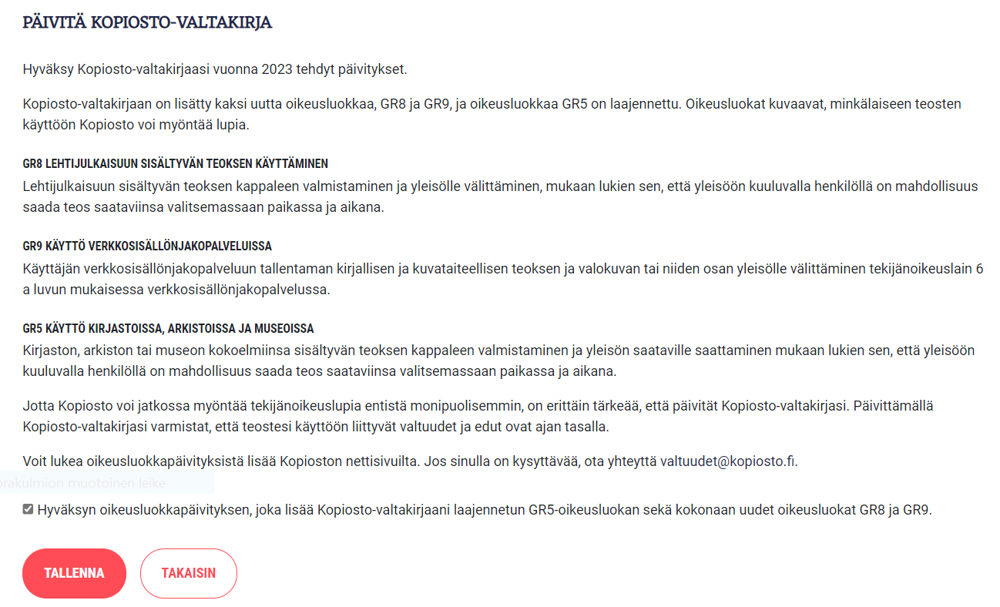 PÄIVITÄ KOPIOSTO-VALTAKIRJA
Hyväksy Kopiosto-valtakirjaasi vuonna 2023 tehdyt päivitykset.
Kopiosto-valtakirjaan on lisätty kaksi uutta oikeusluokkaa, GR8 ja GR9, ja oikeusluokkaa GR5 on laajennettu. Oikeusluokat kuvaavat, minkälaiseen teosten
käyttöön Kopiosto voi myöntää lupia.
GR8 LEHTIJULKAISUUN SISÄLTYVÄN TEOKSEN KÄYTTÄMINEN
Lehtijulkaisuun sisältyvän teoksen kappaleen valmistaminen ja yleisölle välittäminen, mukaan lukien sen, että yleisöön kuuluvalla henkilöllä on mahdollisuus
saada teos saataviinsa valitsemassaan paikassa ja aikana.
GR9 KÄYTTÖ VERKKOSISÄLLÖNJAKOPALVELUISSA
Käyttäjän verkkosisällönjakopalveluun tallentaman kirjallisen ja kuvataiteellisen teoksen ja valokuvan tai niiden osan yleisölle välittäminen tekijänoikeuslain 6
a luvun mukaisessa verkkosisällönjakopalvelussa.
GR5 KÄYTTÖ KIRJASTOISSA, ARKISTOISSA JA MUSEOISSA
Kirjaston, arkiston tai museon kokoelmiinsa sisältyvän teoksen kappaleen valmistaminen ja yleisön saataville saattaminen mukaan lukien sen, että yleisöön
kuuluvalla henkilöllä on mahdollisuus saada teos saataviinsa valitsemassaan paikassa ja aikana.
Jotta Kopiosto voi jatkossa myöntää tekijänoikeuslupia entistä monipuolisemmin, on erittäin tärkeää, että päivität Kopiosto-valtakirjasi. Päivittämällä
Kopiosto-valtakirjasi varmistat, että teostesi käyttöön liittyvät valtuudet ja edut ovat ajan tasalla.
Voit lukea oikeusluokkapäivityksistä lisää Kopioston nettisivuilta. Jos sinulla on kysyttävää, ota yhteyttä valtuudet@kopiosto.fi.
orakulmion muotoinen leike
Hyväksyn oikeusluokkapäivityksen, joka lisää Kopiosto-valtakirjaani laajennetun GR5-oikeusluokan sekä kokonaan uudet oikeusluokat GR8 ja GR9.
TALLENNA
TAKAISIN